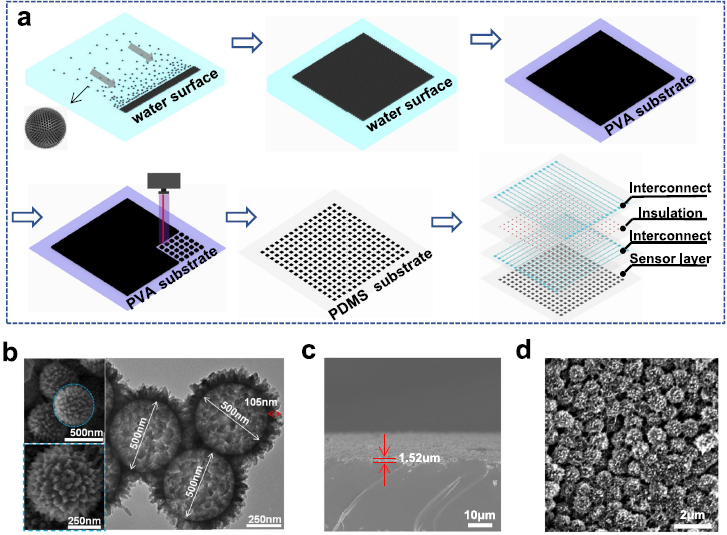 a
water surface
water surface
PVA substrate
PVA substrate
PDMS substrate
Interconnect
Insulation
Interconnect
Sensor layer
b
500nm
250nm
500nm
500nm
500nm
105nm
250nm
c
1.52um
10μm
d
2μm